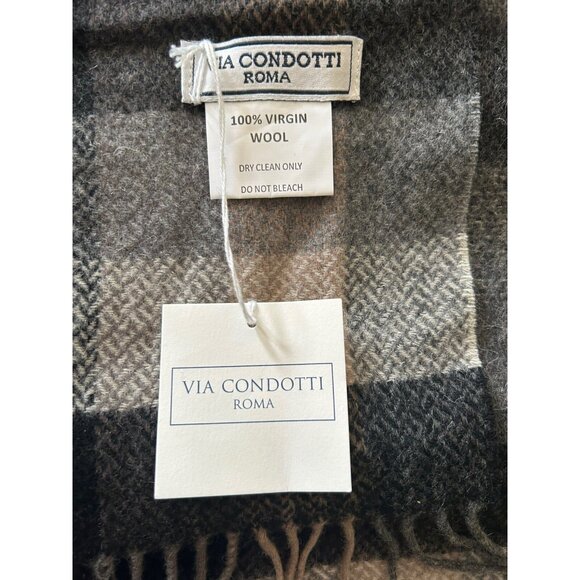 VIA CONDOTTI
ROMA
100% VIRGIN
WOOL
DRY CLEAN ONLY
DO NOT BLEACH
VIA CONDOTTI
ROMA